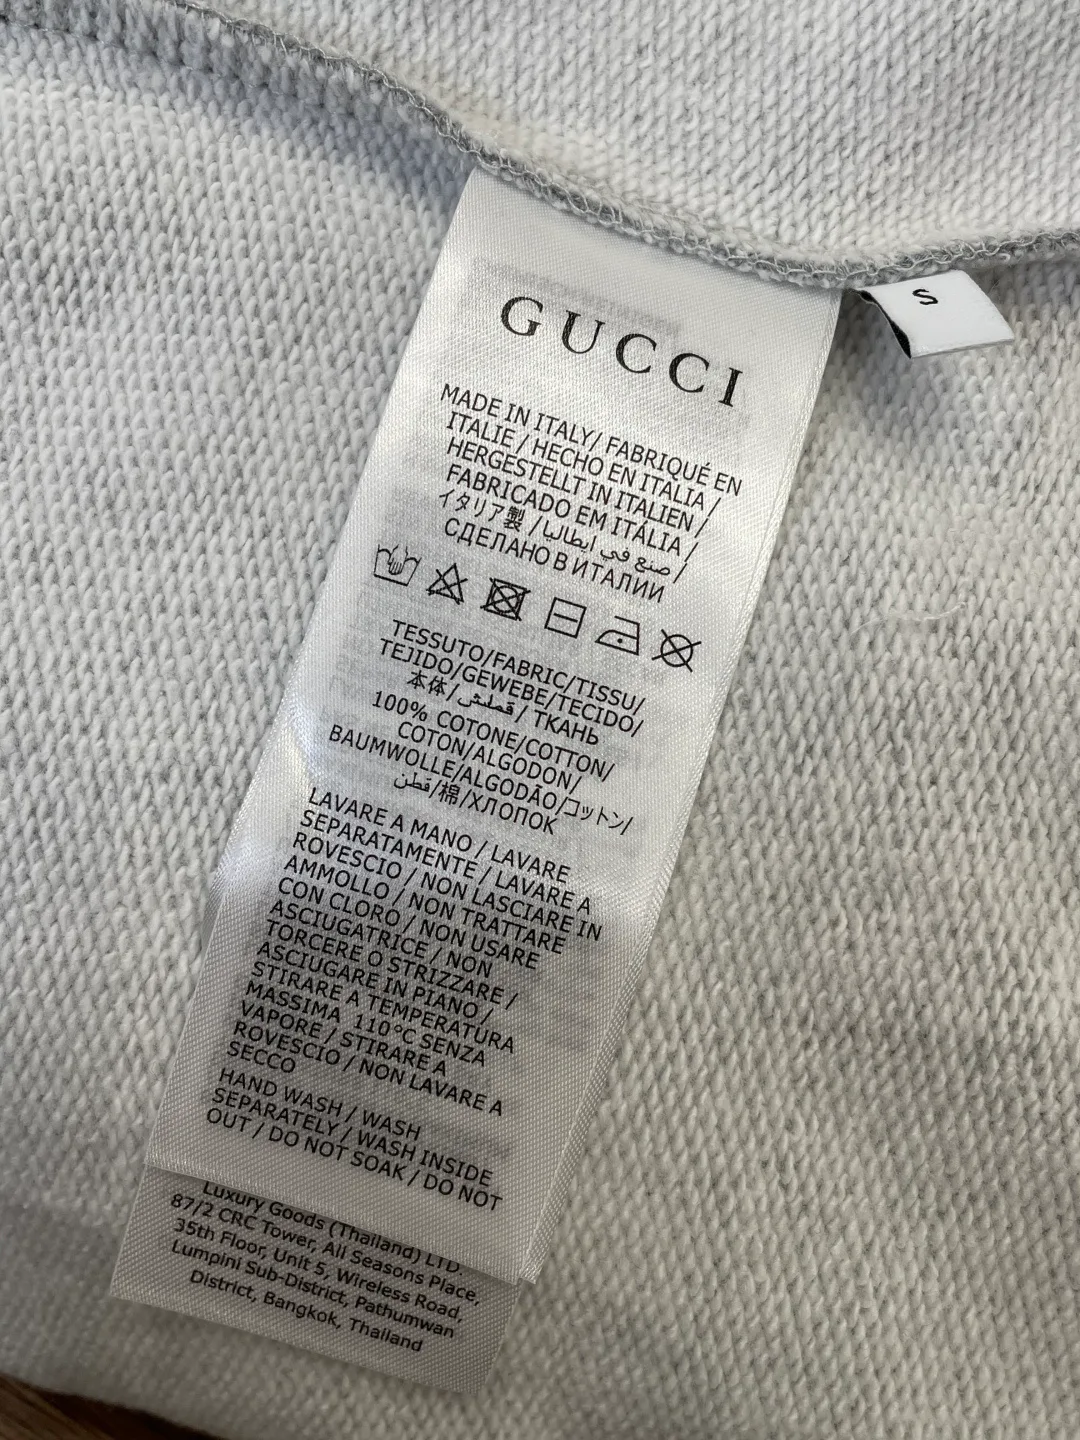 GUCCI
S
MADE IN ITALY/ FABRIQUÉ EN
ITALIE / HECHO EN ITALIA /
HERGESTELLT IN ITALIEN /
FABRICADO EM ITÁLIA /
イタリア製 / صنع في ايطاليا /
СДЕЛАНО В ИТАЛИИ
TESSUTO/FABRIC/TISSU/
TEJIDO/GEWEBE/TECIDO/
本体/قملش / ТКАНЬ
100% COTONE/COTTON/
COTON/ALGODON/
BAUMWOLLE/ALGODÃO/コットン/
قطن/棉/ХЛОПОК
LAVARE A MANO / LAVARE
SEPARATAMENTE / LAVARE A
ROVESCIO / NON LASCIARE IN
AMMOLLO / NON TRATTARE
CON CLORO / NON USARE
ASCIUGATRICE / NON
TORCERE O STRIZZARE /
ASCIUGARE IN PIANO /
STIRARE A TEMPERATURA
MASSIMA 110°C SENZA
VAPORE / STIRARE A
ROVESCIO / NON LAVARE A
SECCO
HAND WASH / WASH
SEPARATELY / WASH INSIDE
OUT / DO NOT SOAK / DO NOT
Luxury Goods (Thailand) LTD
87/2 CRC Tower, All Seasons Place,
35th Floor, Unit 5, Wireless Road,
Lumpini Sub-District, Pathumwan
District, Bangkok, Thailand